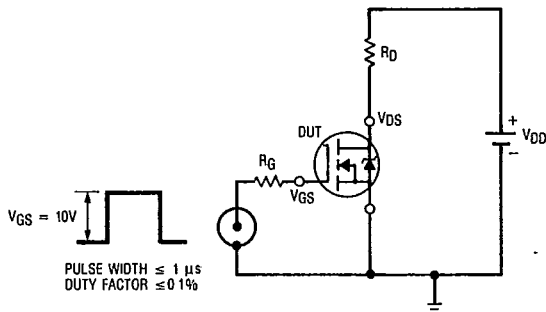 RD
VDS
DUT
+
VDD
-
RG
VGS
VGS = 10V
PULSE WIDTH ≤ 1 μs
DUTY FACTOR ≤0 1%